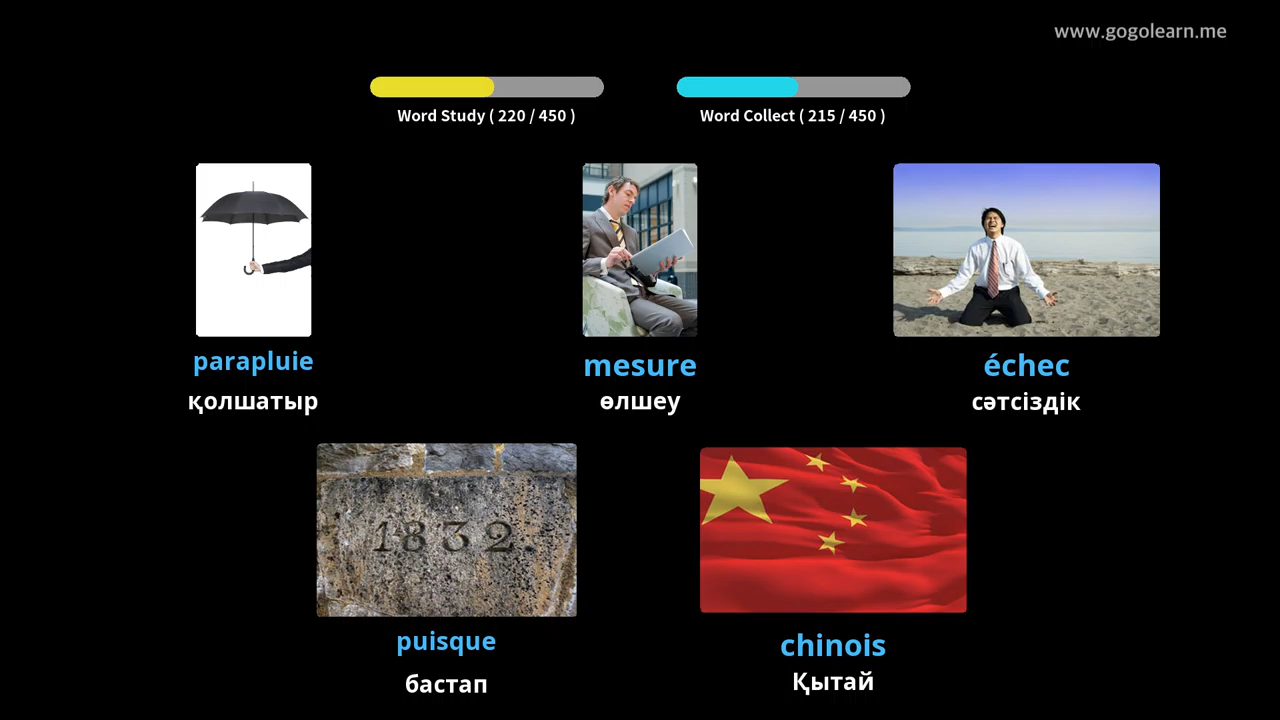 www.gogolearn.me
Word Study ( 220 / 450 )
Word Collect ( 215 / 450 )
parapluie
қолшатыр
mesure
өлшеу
échec
сәтсіздік
1832
puisque
бастап
chinois
Қытай